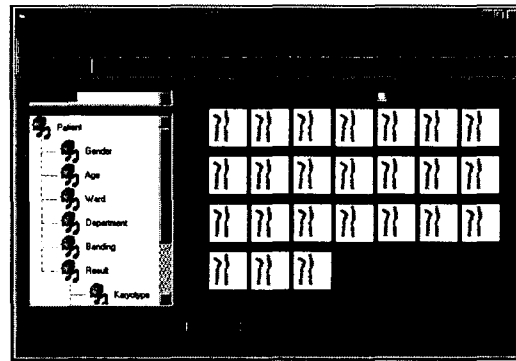 Patient
Gender
Age
Ward
Department
Banding
Result
Karyotype